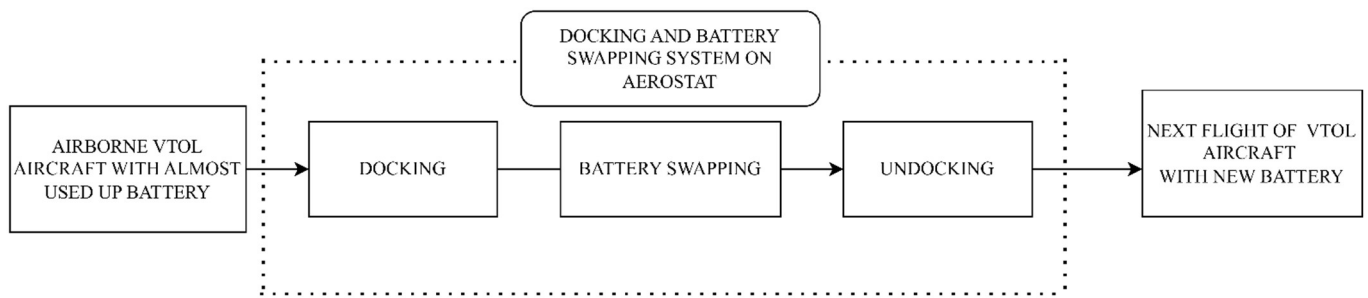 DOCKING AND BATTERY
SWAPPING SYSTEM ON
AEROSTAT
AIRBORNE VTOL
AIRCRAFT WITH ALMOST
USED UP BATTERY
DOCKING
BATTERY SWAPPING
UNDOCKING
NEXT FLIGHT OF VTOL
AIRCRAFT
WITH NEW BATTERY